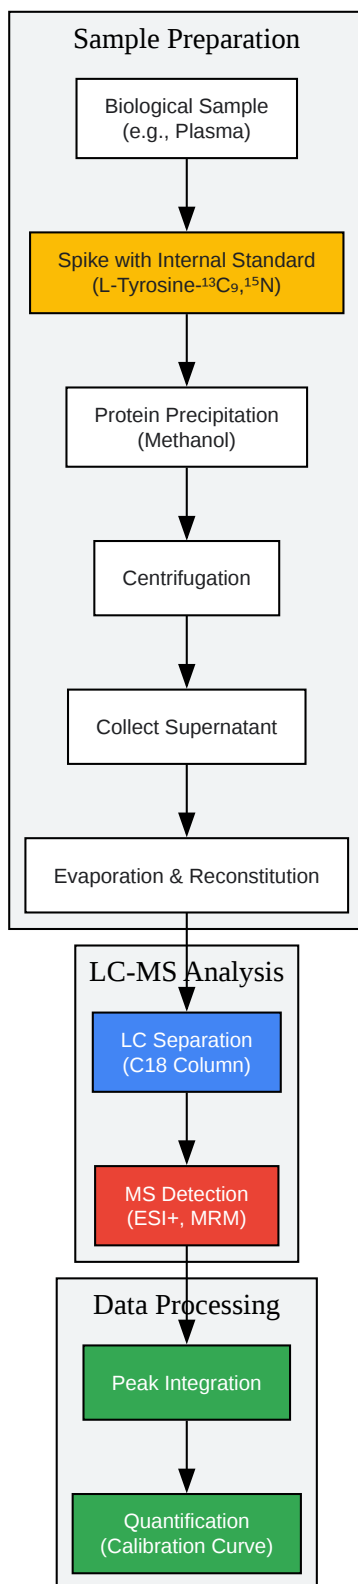 Sample Preparation
Biological Sample
(e.g., Plasma)
Spike with Internal Standard
(L-Tyrosine-¹³C₉,¹⁵N)
Protein Precipitation
(Methanol)
Centrifugation
Collect Supernatant
Evaporation & Reconstitution
LC-MS Analysis
LC Separation
(C18 Column)
MS Detection
(ESI+, MRM)
Data Processing
Peak Integration
Quantification
(Calibration Curve)